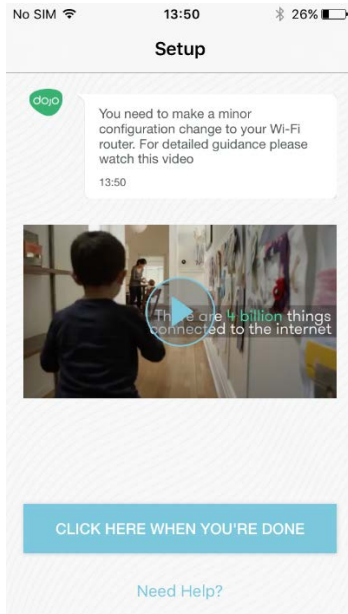 No SIM 13:50 26%
Setup
dojo
You need to make a minor
configuration change to your Wi-Fi
router. For detailed guidance please
watch this video
13:50
There are 4 billion things
connected to the internet
CLICK HERE WHEN YOU'RE DONE
Need Help?